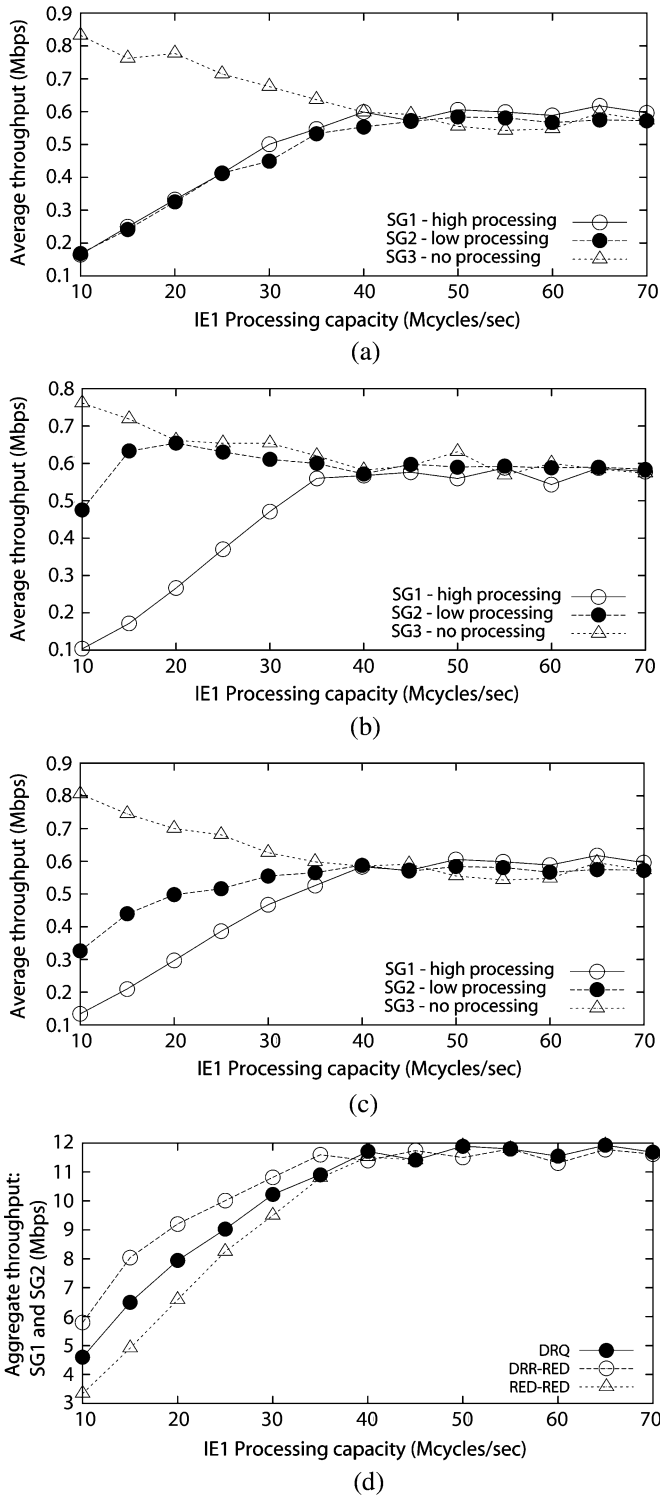 0.9
0.8
0.7
0.6
0.5
0.4
0.3
0.2
0.1
Average throughput (Mbps)
SG1 - high processing
SG2 - low processing
SG3 - no processing
10 20 30 40 50 60 70
IE1 Processing capacity (Mcycles/sec)
(a)
0.8
0.7
0.6
0.5
0.4
0.3
0.2
0.1
Average throughput (Mbps)
SG1 - high processing
SG2 - low processing
SG3 - no processing
10 20 30 40 50 60 70
IE1 Processing capacity (Mcycles/sec)
(b)
0.9
0.8
0.7
0.6
0.5
0.4
0.3
0.2
0.1
Average throughput (Mbps)
SG1 - high processing
SG2 - low processing
SG3 - no processing
10 20 30 40 50 60 70
IE1 Processing capacity (Mcycles/sec)
(c)
12
11
10
9
8
7
6
5
4
3
Aggregate throughput:
SG1 and SG2 (Mbps)
DRQ
DRR-RED
RED-RED
10 20 30 40 50 60 70
IE1 Processing capacity (Mcycles/sec)
(d)